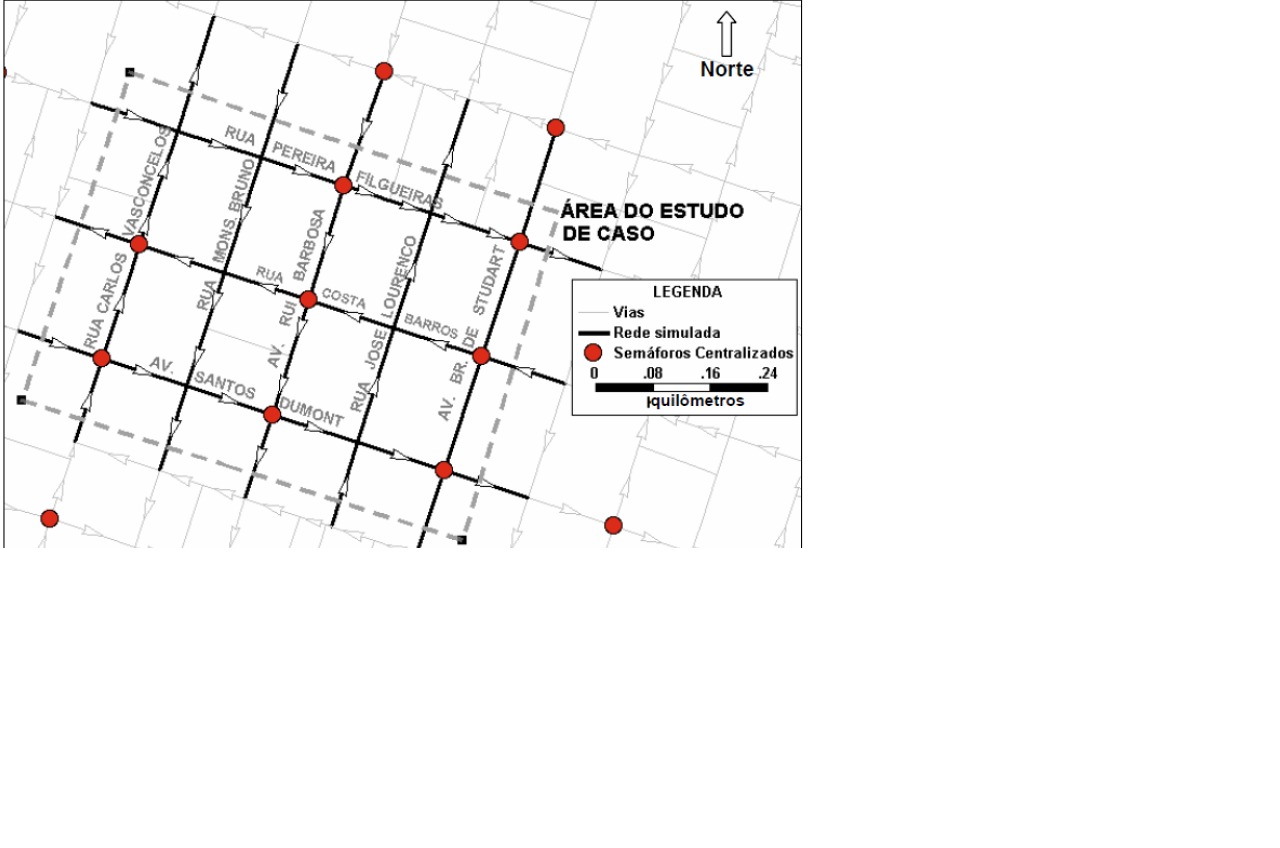 Norte
RUA PEREIRA FILGUEIRAS
ÁREA DO ESTUDO
DE CASO
RUA CARLOS VASCONCELOS
RUA MONS. BRUNO
AV. RUI BARBOSA
RUA JOSE LOURENCO
AV. BR. DE STUDART
RUA COSTA BARROS
AV. SANTOS DUMONT
LEGENDA
Vias
Rede simulada
Semáforos Centralizados
0 .08 .16 .24
quilômetros